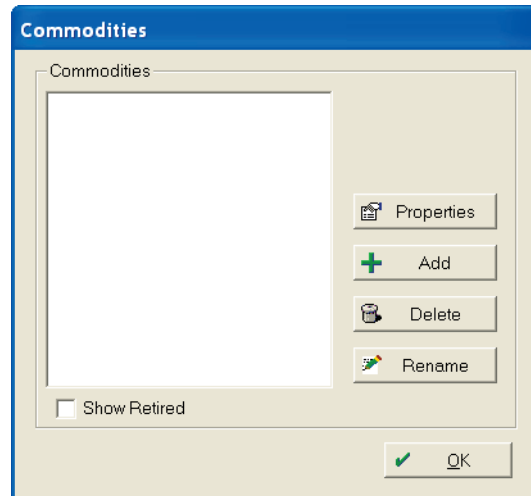 Commodities
Commodities
Properties
Add
Delete
Rename
Show Retired
OK